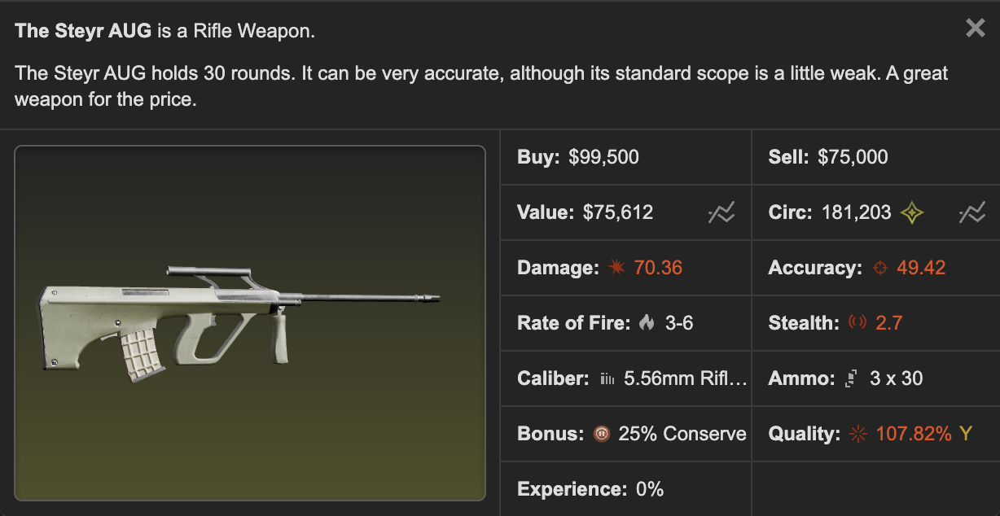 The Steyr AUG is a Rifle Weapon.
The Steyr AUG holds 30 rounds. It can be very accurate, although its standard scope is a little weak. A great
weapon for the price.
Buy: $99,500
Sell: $75,000
Value: $75,612
Circ: 181,203
Damage: 70.36
Accuracy: 49.42
Rate of Fire: 3-6
Stealth: 2.7
Caliber: 5.56mm Rifl...
Ammo: 3 x 30
Bonus: 25% Conserve
Quality: 107.82% Y
Experience: 0%